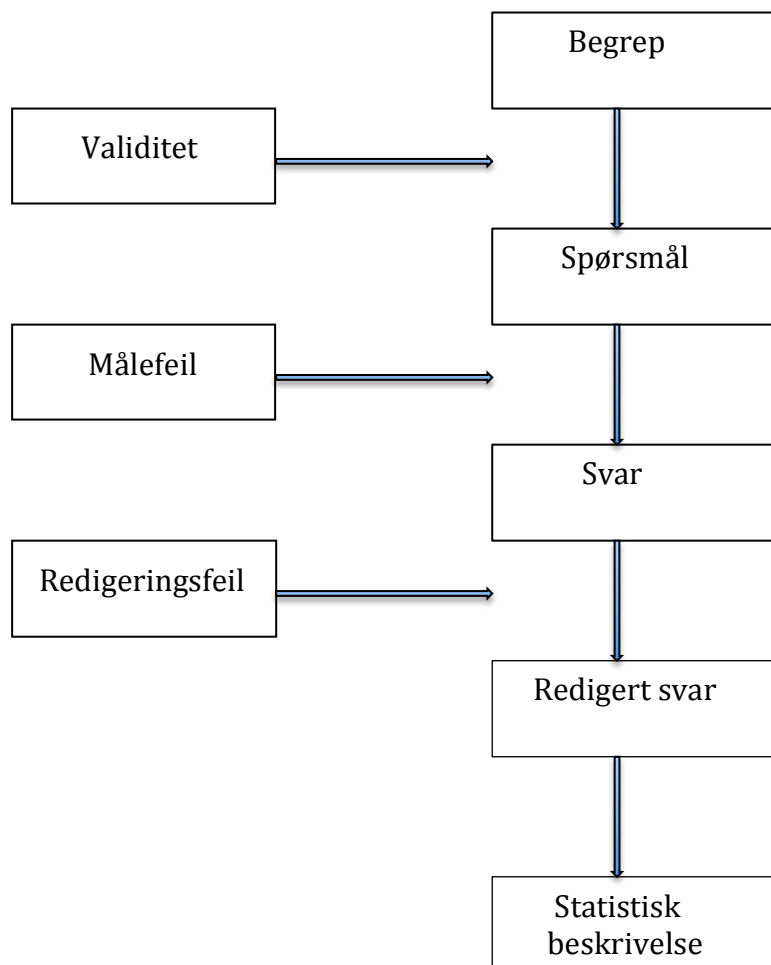 Begrep
Validitet
Spørsmål
Målefeil
Svar
Redigeringsfeil
Redigert svar
Statistisk
beskrivelse